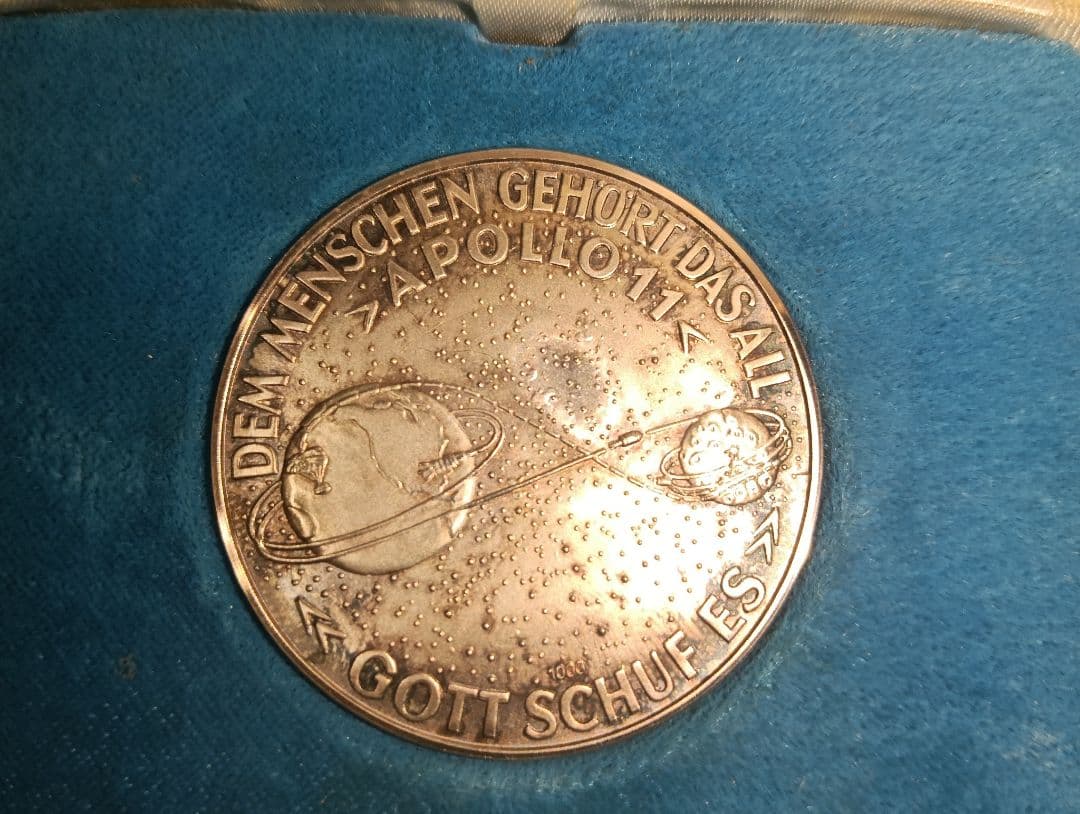 DEM MENSCHEN GEHÖRT DAS ALL
> APOLLO 11 <
GOTT SCHUF ES
1000